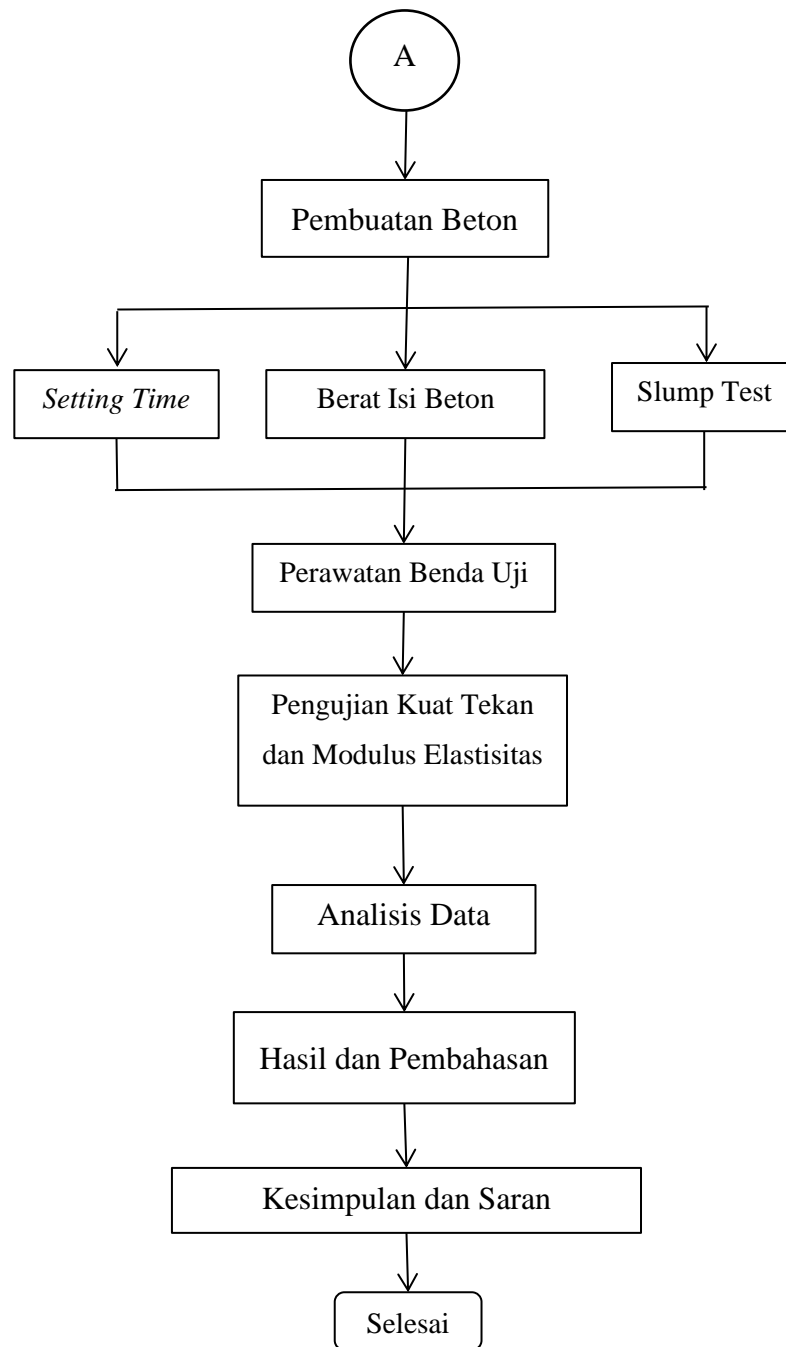 A
Pembuatan Beton
Setting Time
Berat Isi Beton
Slump Test
Perawatan Benda Uji
Pengujian Kuat Tekan
dan Modulus Elastisitas
Analisis Data
Hasil dan Pembahasan
Kesimpulan dan Saran
Selesai